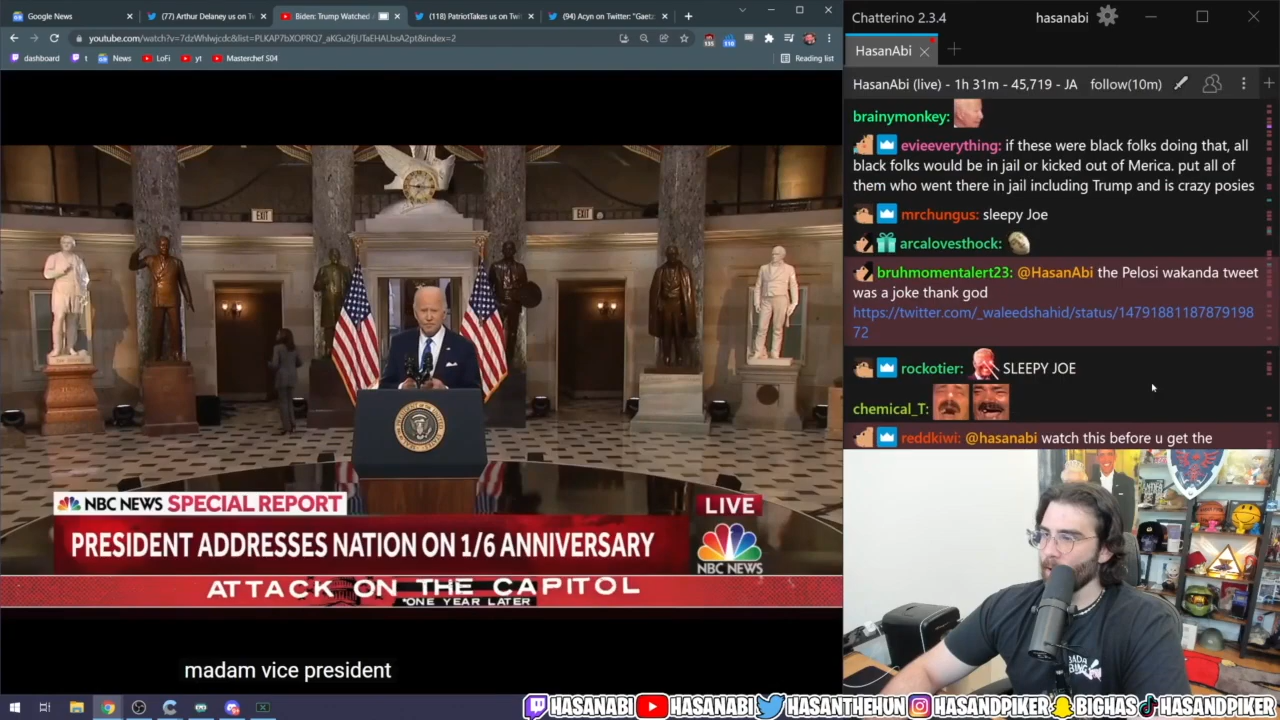 Google News
(77) Arthur Delaney us on T
Biden: Trump Watched
(118) PatriotTakes us on Twi
(94) Acyn on Twitter: "Gaetz
youtube.com/watch?v=7dzWhlwjcdc&list=PLKAP7bXOPRQ7_aKGu2fjUTaEHALbsA2pt&index=2
dashboard
t
News
LoFi
yt
Masterchef S04
Reading list
EXIT
EXIT
NBC NEWS SPECIAL REPORT
LIVE
PRESIDENT ADDRESSES NATION ON 1/6 ANNIVERSARY
NBC NEWS
ATTACK ON THE CAPITOL
*ONE YEAR LATER
madam vice president
Chatterino 2.3.4
hasanabi
HasanAbi
HasanAbi (live) - 1h 31m - 45,719 - JA
follow(10m)
brainymonkey:
evieeverything: if these were black folks doing that, all
black folks would be in jail or kicked out of Merica. put all of
them who went there in jail including Trump and is crazy posies
mrchungus: sleepy Joe
arcalovesthock:
bruhmomentalert23: @HasanAbi the Pelosi wakanda tweet
was a joke thank god
https://twitter.com/_waleedshahid/status/14791881187879198
72
rockotier: SLEEPY JOE
chemical_T:
reddkiwi: @hasanabi watch this before u get the
HASANABI
HASANABI
HASANTHEHUN
HASANDPIKER
BIGHAS
HASANDPIKER